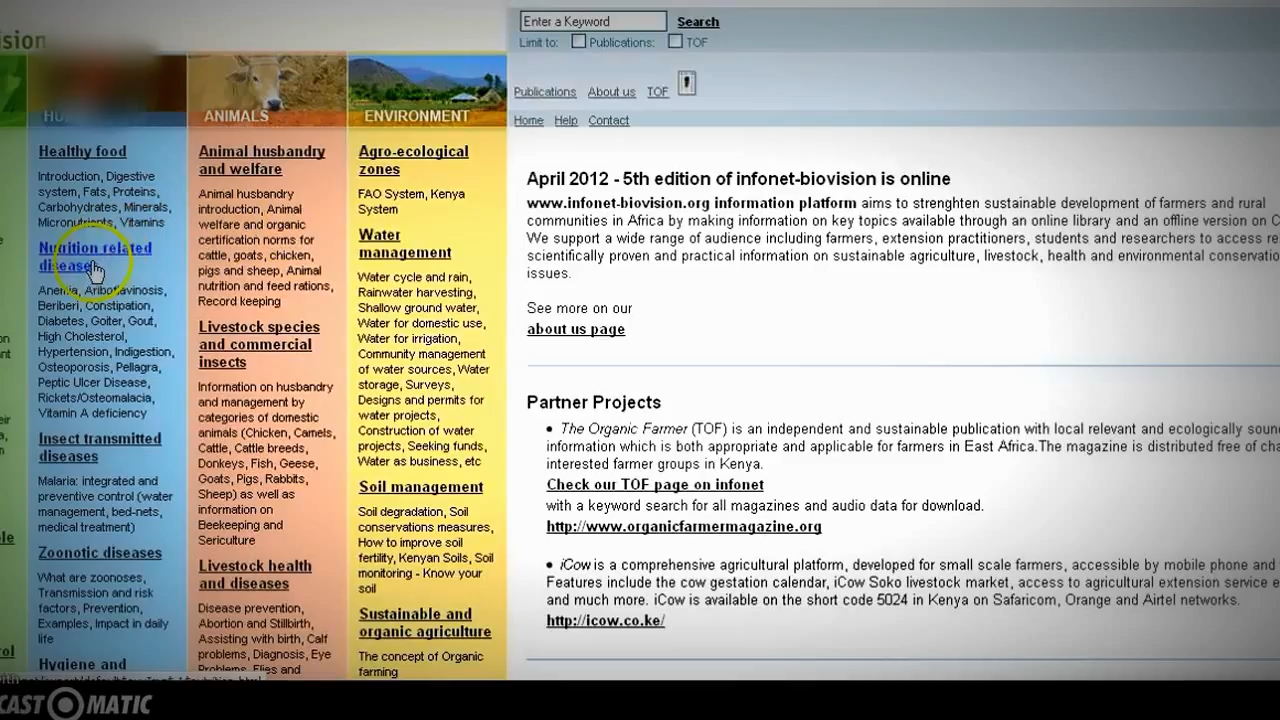 Enter a Keyword
Search
Limit to: Publications: TOF
Publications About us TOF
Home Help Contact
ANIMALS
ENVIRONMENT
Healthy food
Introduction, Digestive
system, Fats, Proteins,
Carbohydrates, Minerals,
Micronutrients, Vitamins
Nutrition related
diseases
Anemia, Ariboflavinosis,
Beriberi, Constipation,
Diabetes, Goiter, Gout,
High Cholesterol,
Hypertension, Indigestion,
Osteoporosis, Pellagra,
Peptic Ulcer Disease,
Rickets/Osteomalacia,
Vitamin A deficiency
Insect transmitted
diseases
Malaria: integrated and
preventive control (water
management, bed-nets,
medical treatment)
Zoonotic diseases
What are zoonoses,
Transmission and risk
factors, Prevention,
Examples, Impact in daily
life
Hygiene and
Animal husbandry
and welfare
Animal husbandry
introduction, Animal
welfare and organic
certification norms for
cattle, goats, chicken,
pigs and sheep, Animal
nutrition and feed rations,
Record keeping
Livestock species
and commercial
insects
Information on husbandry
and management by
categories of domestic
animals (Chicken, Camels,
Cattle, Cattle breeds,
Donkeys, Fish, Geese,
Goats, Pigs, Rabbits,
Sheep) as well as
information on
Beekeeping and
Sericulture
Livestock health
and diseases
Disease prevention,
Abortion and Stillbirth,
Assisting with birth, Calf
problems, Diagnosis, Eye
Problems, Flies and
Agro-ecological
zones
FAO System, Kenya
System
Water
management
Water cycle and rain,
Rainwater harvesting,
Shallow ground water,
Water for domestic use,
Water for irrigation,
Community management
of water sources, Water
storage, Surveys,
Designs and permits for
water projects,
Construction of water
projects, Seeking funds,
Water as business, etc
Soil management
Soil degradation, Soil
conservations measures,
How to improve soil
fertility, Kenyan Soils, Soil
monitoring - Know your
soil
Sustainable and
organic agriculture
The concept of Organic
farming
April 2012 - 5th edition of infonet-biovision is online
www.infonet-biovision.org information platform aims to strenghten sustainable development of farmers and rural
communities in Africa by making information on key topics available through an online library and an offline version on
We support a wide range of audience including farmers, extension practitioners, students and researchers to access
scientifically proven and practical information on sustainable agriculture, livestock, health and environmental
issues.
See more on our
about us page
Partner Projects
• The Organic Farmer (TOF) is an independent and sustainable publication with local relevant and ecologically
information which is both appropriate and applicable for farmers in East Africa.The magazine is distributed free of
interested farmer groups in Kenya.
Check our TOF page on infonet
with a keyword search for all magazines and audio data for download.
http://www.organicfarmermagazine.org
• iCow is a comprehensive agricultural platform, developed for small scale farmers, accessible by mobile phone and
Features include the cow gestation calendar, iCow Soko livestock market, access to agricultural extension service
and much more. iCow is available on the short code 5024 in Kenya on Safaricom, Orange and Airtel networks.
http://icow.co.ke/